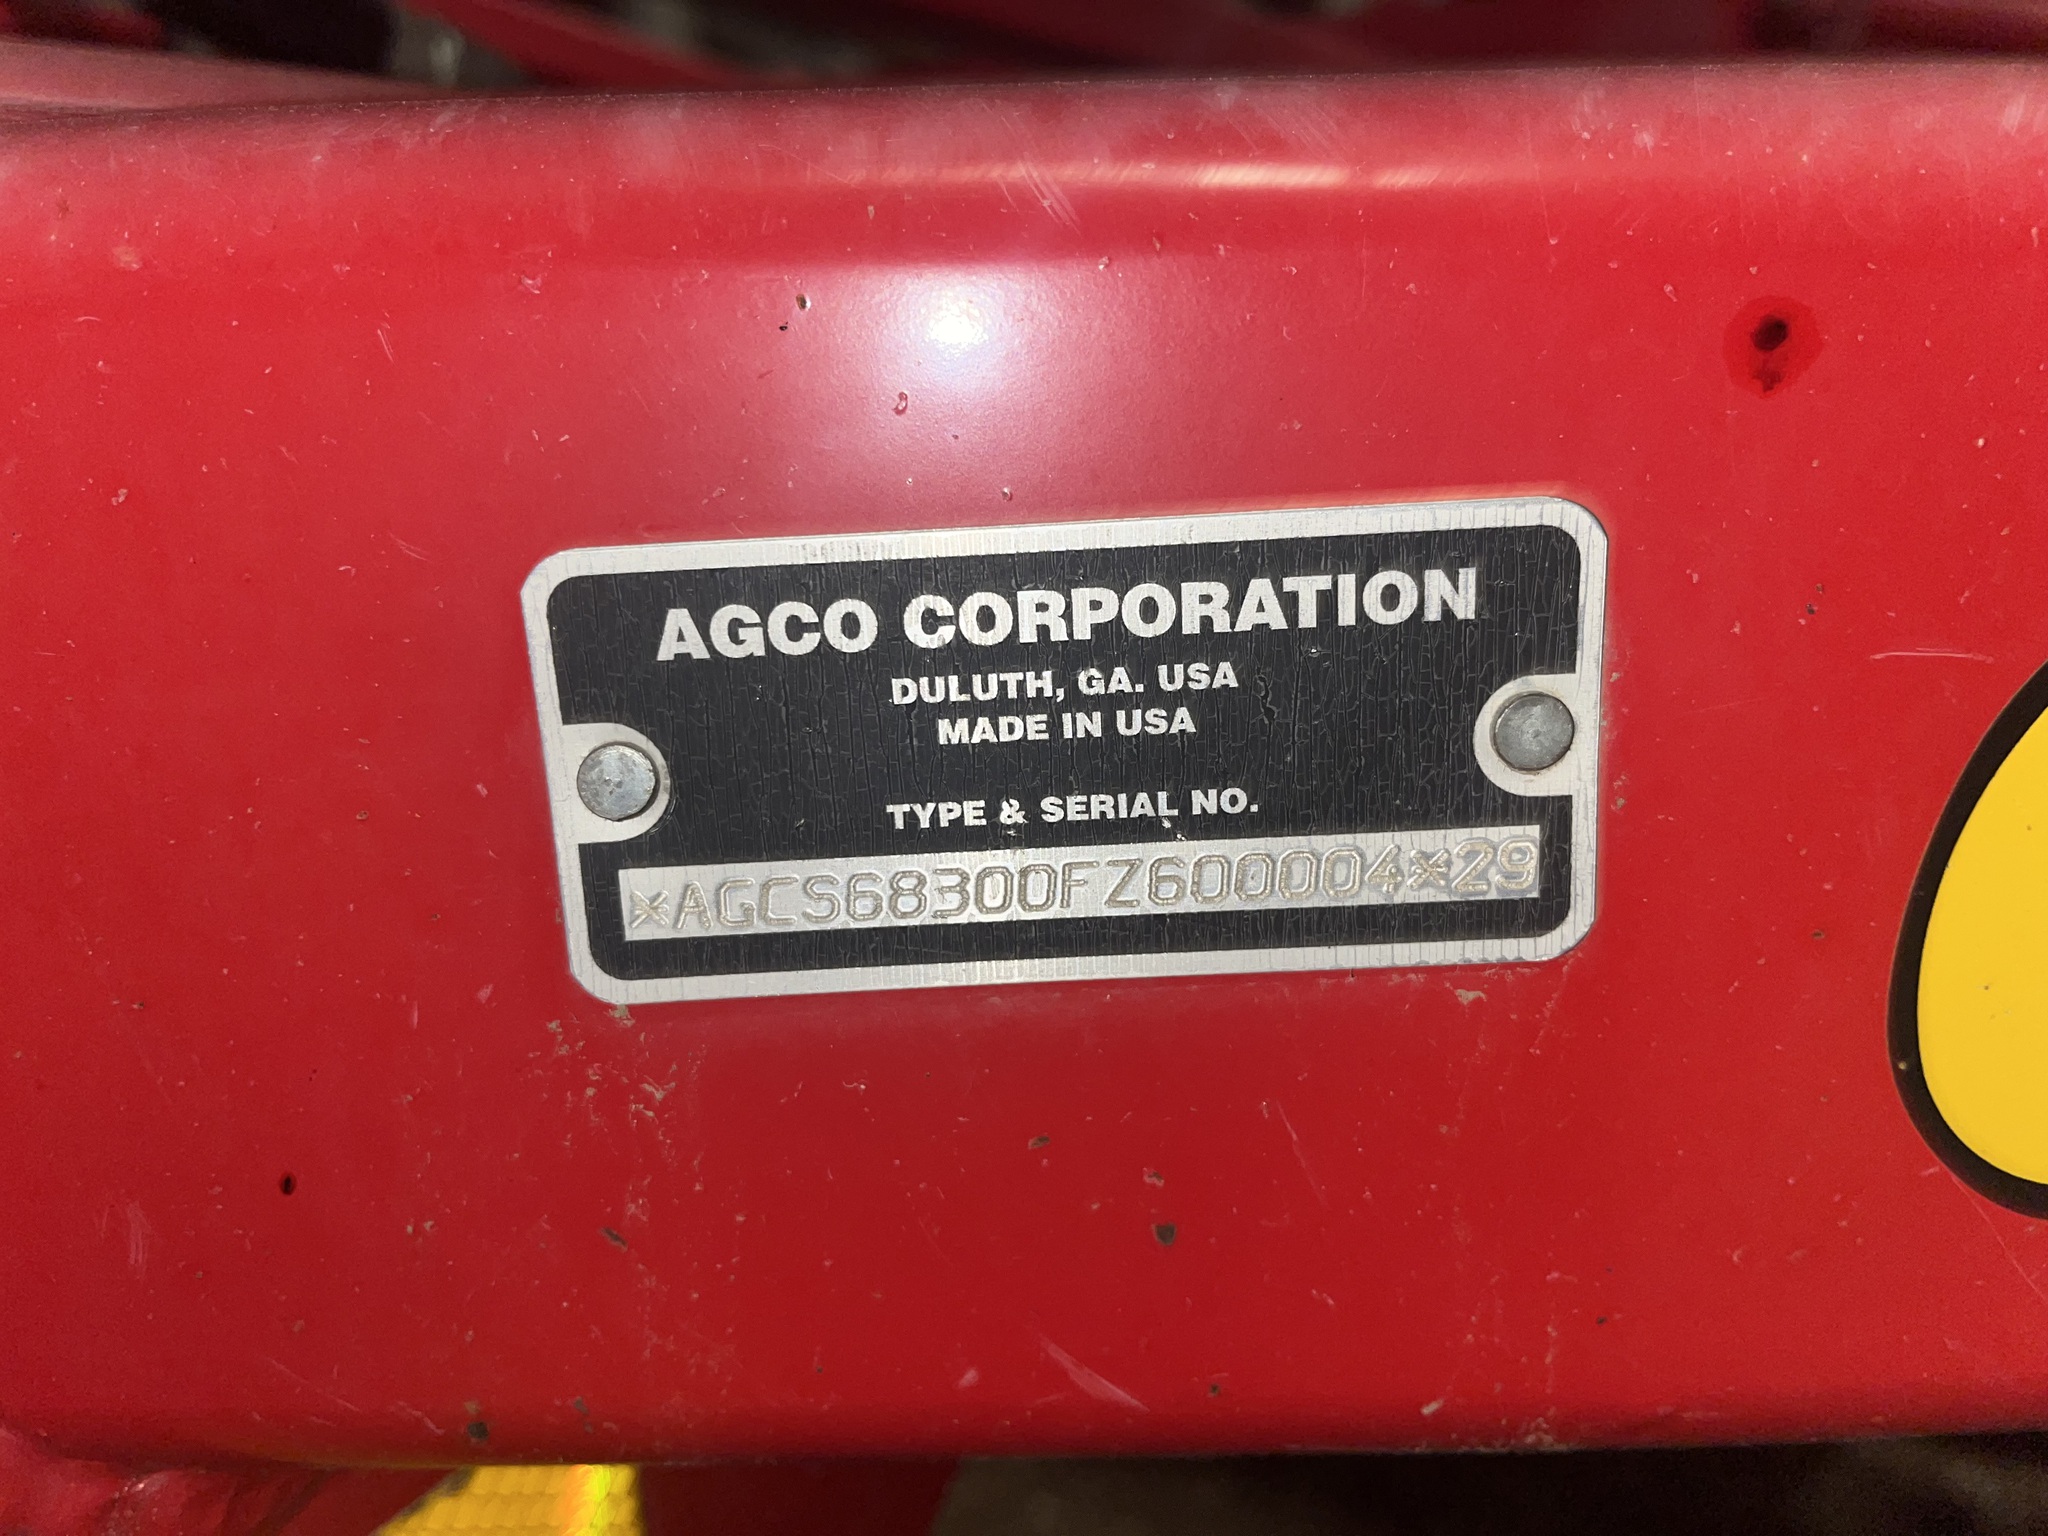 AGCO CORPORATION
DULUTH, GA. USA
MADE IN USA
TYPE & SERIAL NO.
*AGCS68300FZ600004*29